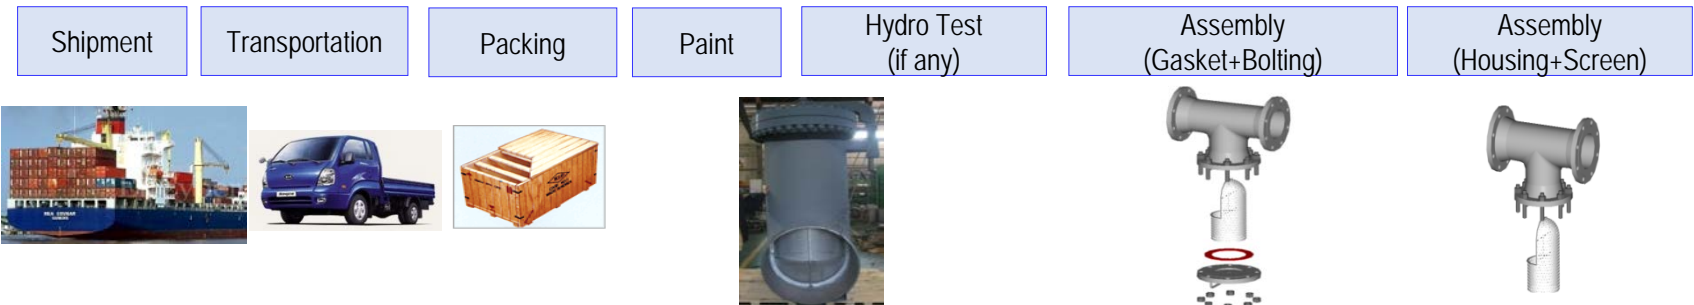 Shipment
Transportation
Packing
Paint
Hydro Test
(if any)
Assembly
(Gasket+Bolting)
Assembly
(Housing+Screen)